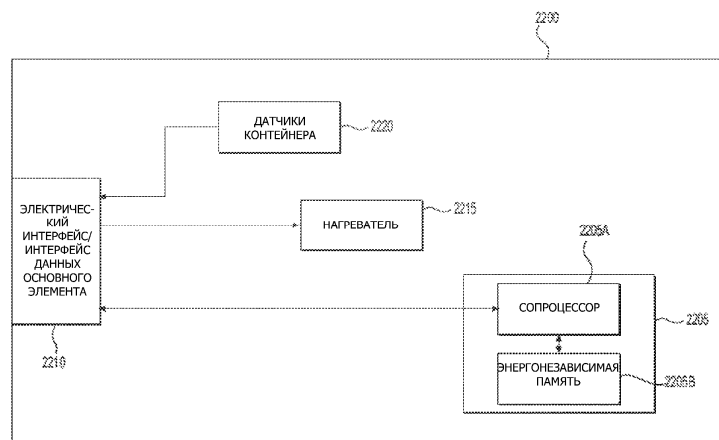 2200
ДАТЧИКИ
КОНТЕЙНЕРА
2220
ЭЛЕКТРИЧЕС-
КИЙ
ИНТЕРФЕЙС/
ИНТЕРФЕЙС
ДАННЫХ
ОСНОВНОГО
ЭЛЕМЕНТА
2210
НАГРЕВАТЕЛЬ
2215
2205A
СОПРОЦЕССОР
2205
ЭНЕРГОНЕЗАВИСИМАЯ
ПАМЯТЬ
2205B